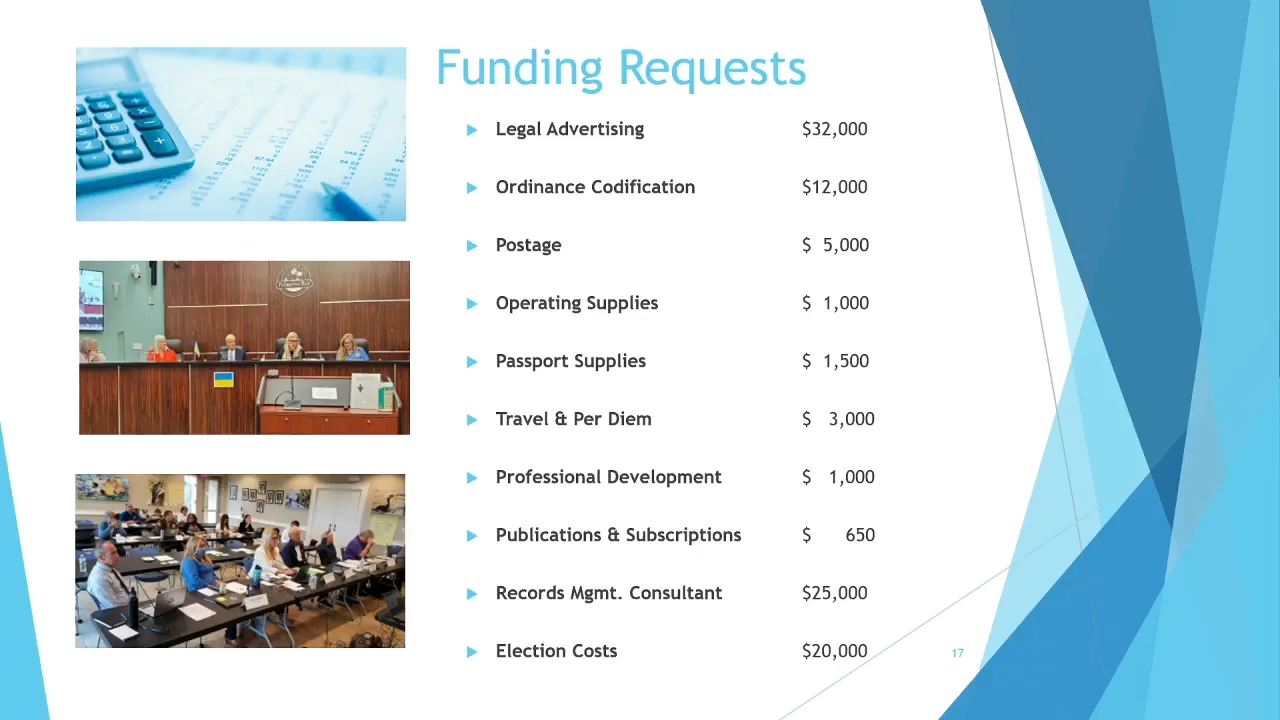 Funding Requests
Legal Advertising $32,000
Ordinance Codification $12,000
Postage $ 5,000
Operating Supplies $ 1,000
Passport Supplies $ 1,500
Travel & Per Diem $ 3,000
Professional Development $ 1,000
Publications & Subscriptions $ 650
Records Mgmt. Consultant $25,000
Election Costs $20,000
17